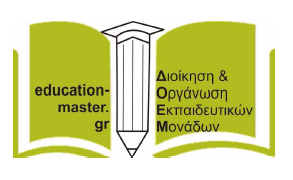 education-
master.
gr
Διοίκηση &
Οργάνωση
Εκπαιδευτικών
Μονάδων